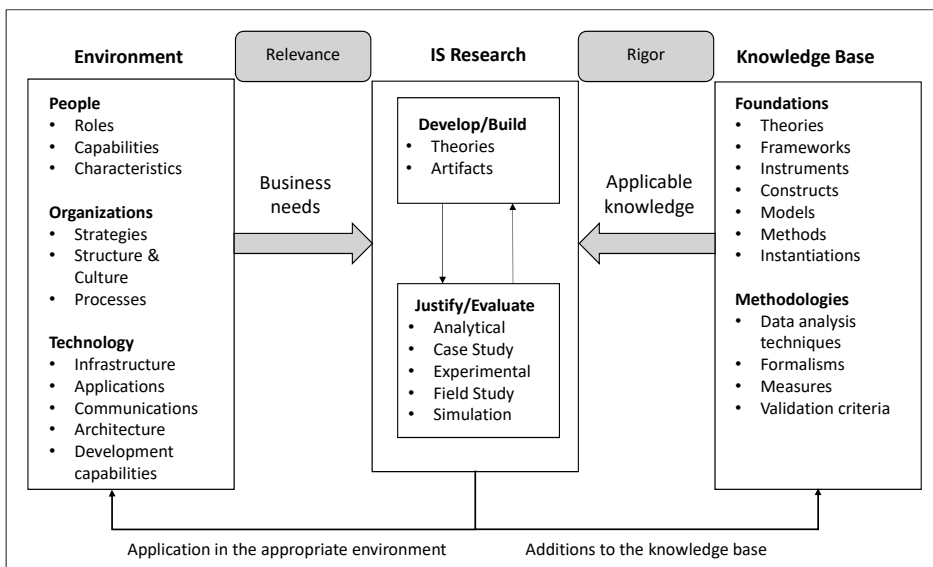 Environment
Relevance
IS Research
Rigor
Knowledge Base
People
• Roles
• Capabilities
• Characteristics
Organizations
• Strategies
• Structure &
Culture
• Processes
Technology
• Infrastructure
• Applications
• Communications
• Architecture
• Development
capabilities
Business
needs
Develop/Build
• Theories
• Artifacts
Justify/Evaluate
• Analytical
• Case Study
• Experimental
• Field Study
• Simulation
Applicable
knowledge
Foundations
• Theories
• Frameworks
• Instruments
• Constructs
• Models
• Methods
• Instantiations
Methodologies
• Data analysis
techniques
• Formalisms
• Measures
• Validation criteria
Application in the appropriate environment
Additions to the knowledge base